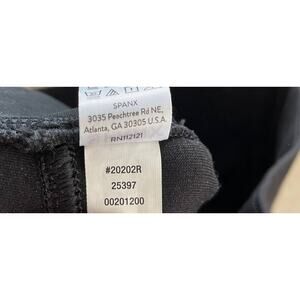 SPANX
3035 Peachtree Rd NE,
Atlanta, GA 30305 U.S.A.
RN112121
#20202R
25397
00201200